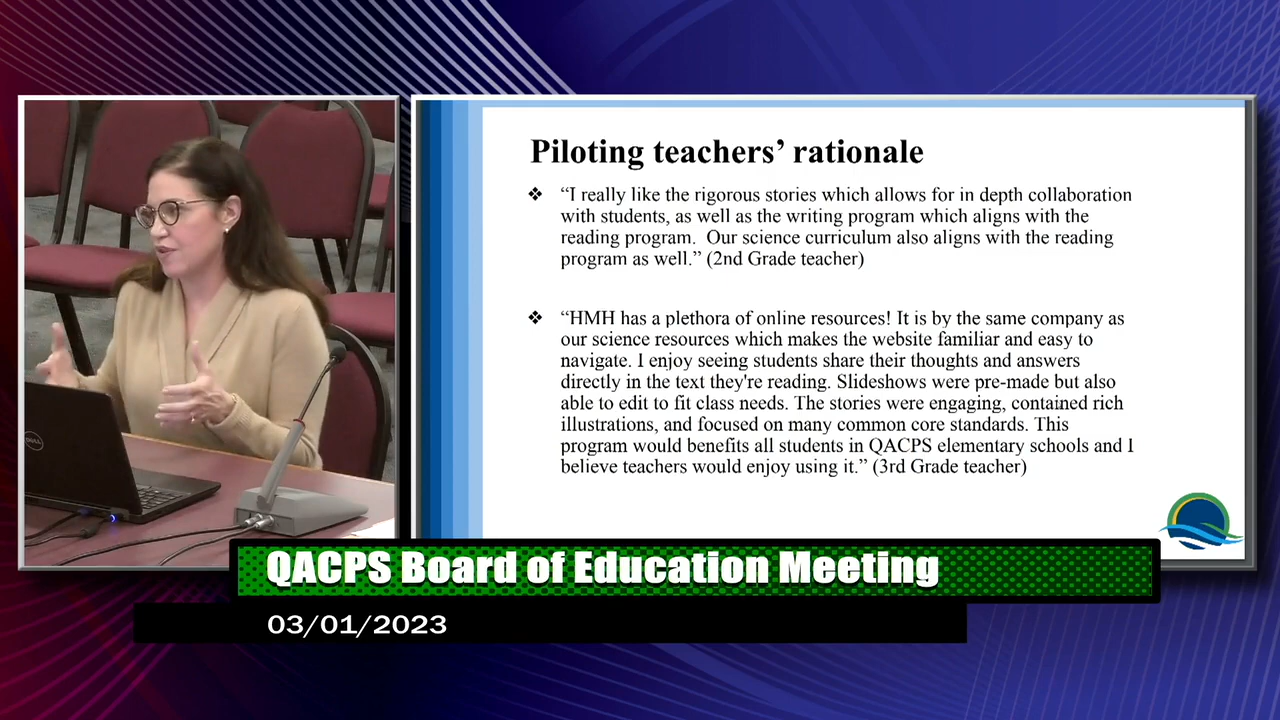 Piloting teachers' rationale
❖ “I really like the rigorous stories which allows for in depth collaboration
with students, as well as the writing program which aligns with the
reading program.  Our science curriculum also aligns with the reading
program as well.” (2nd Grade teacher)
❖ “HMH has a plethora of online resources! It is by the same company as
our science resources which makes the website familiar and easy to
navigate. I enjoy seeing students share their thoughts and answers
directly in the text they're reading. Slideshows were pre-made but also
able to edit to fit class needs. The stories were engaging, contained rich
illustrations, and focused on many common core standards. This
program would benefits all students in QACPS elementary schools and I
believe teachers would enjoy using it.” (3rd Grade teacher)
DELL
QACPS Board of Education Meeting
03/01/2023